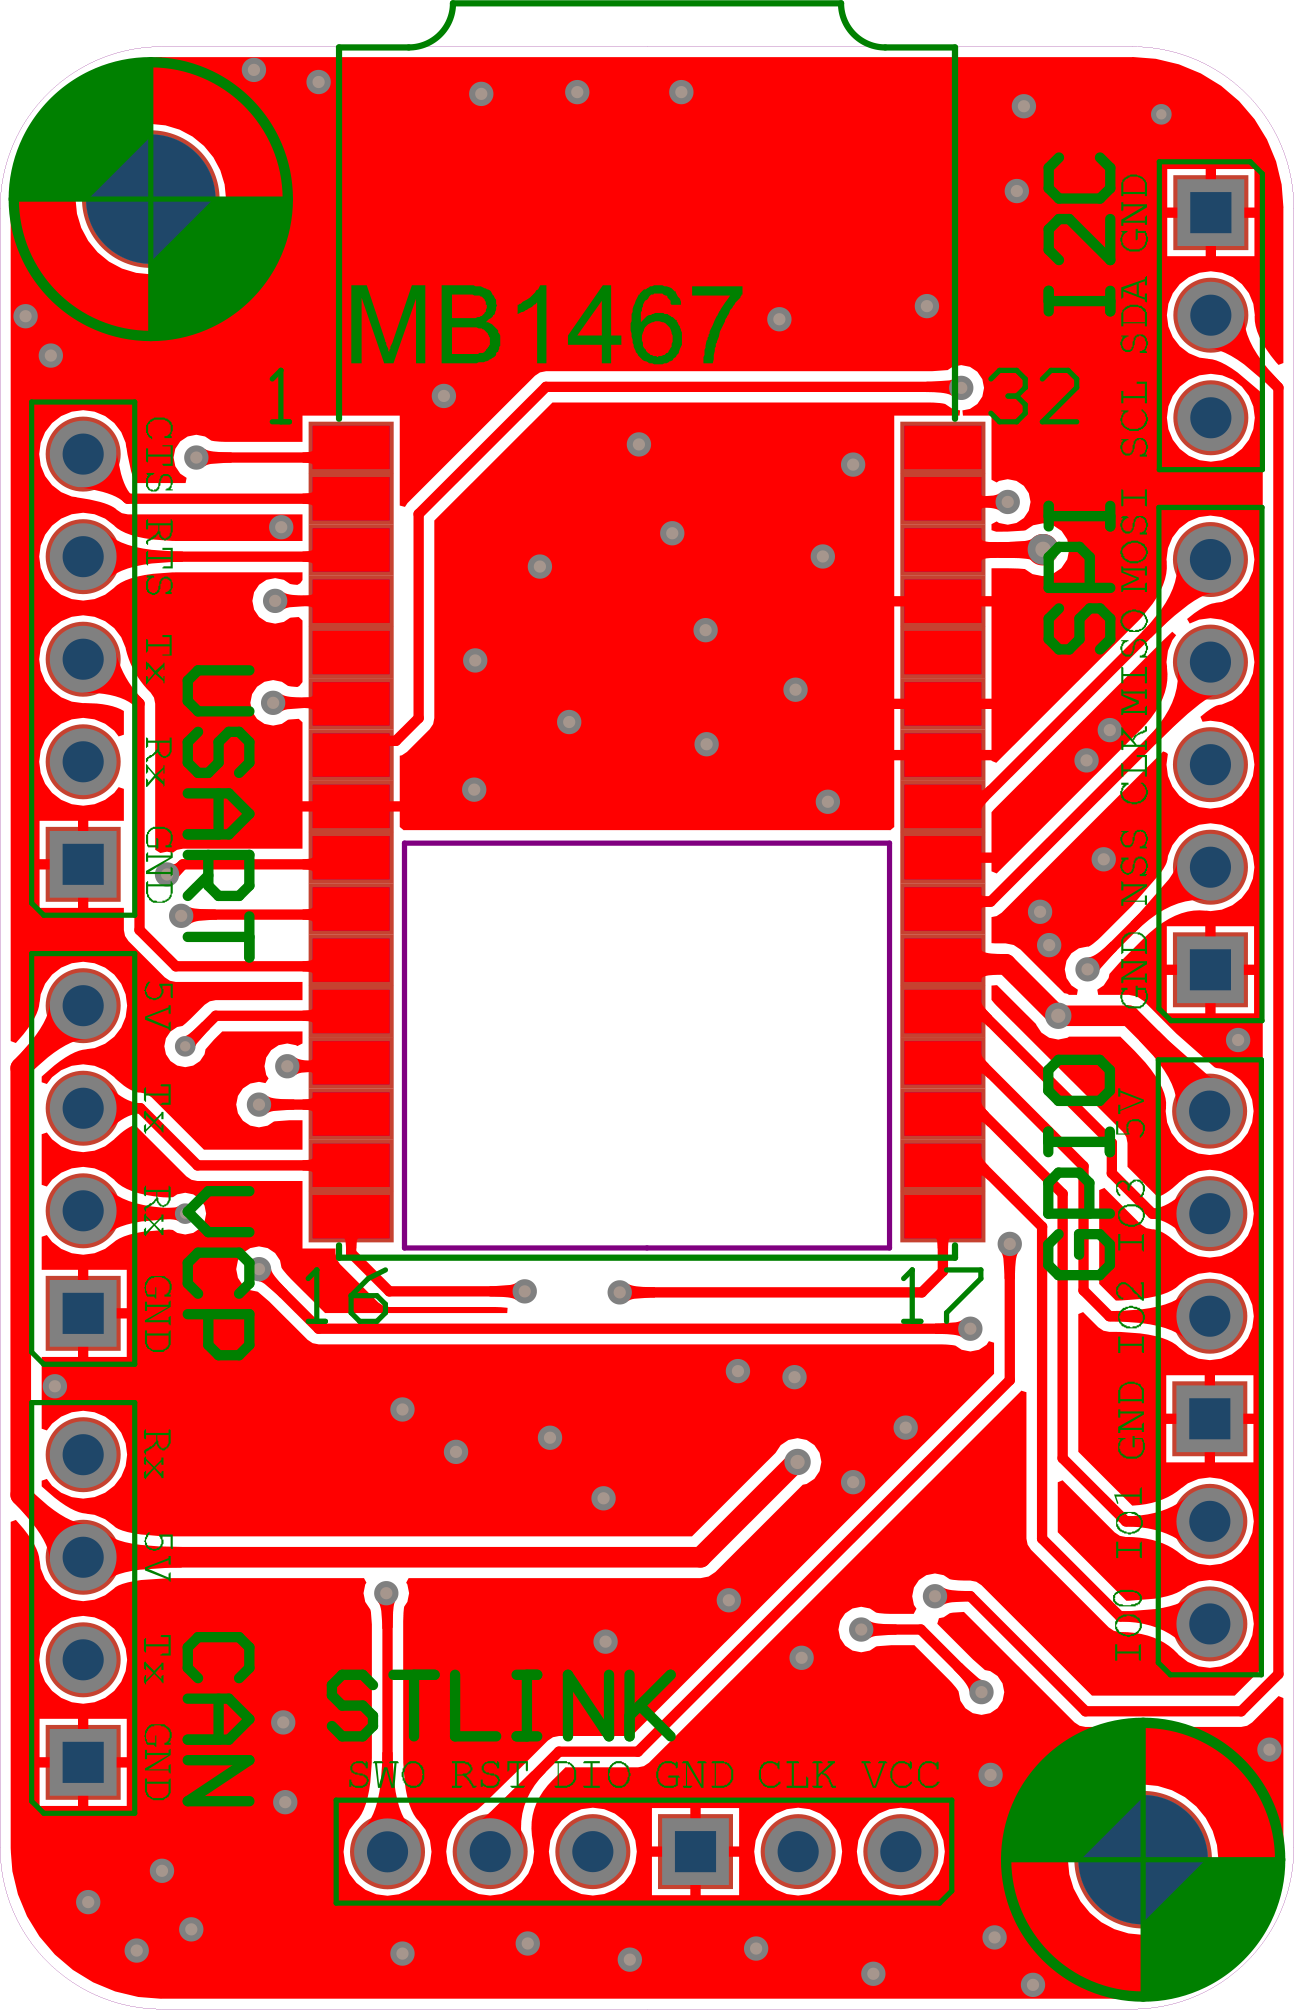 MB1467
1
32
I2C
GND
SDA
SCL
SPI
MOSI
MISO
CLK
NSS
GND
USART
CTS
RTS
Tx
Rx
GND
VCP
5V
Tx
Rx
GND
GPIO
5V
IO3
IO2
GND
IO1
IO0
16
17
CAN
Rx
5V
Tx
GND
STLINK
SWO RST DIO GND CLK VCC